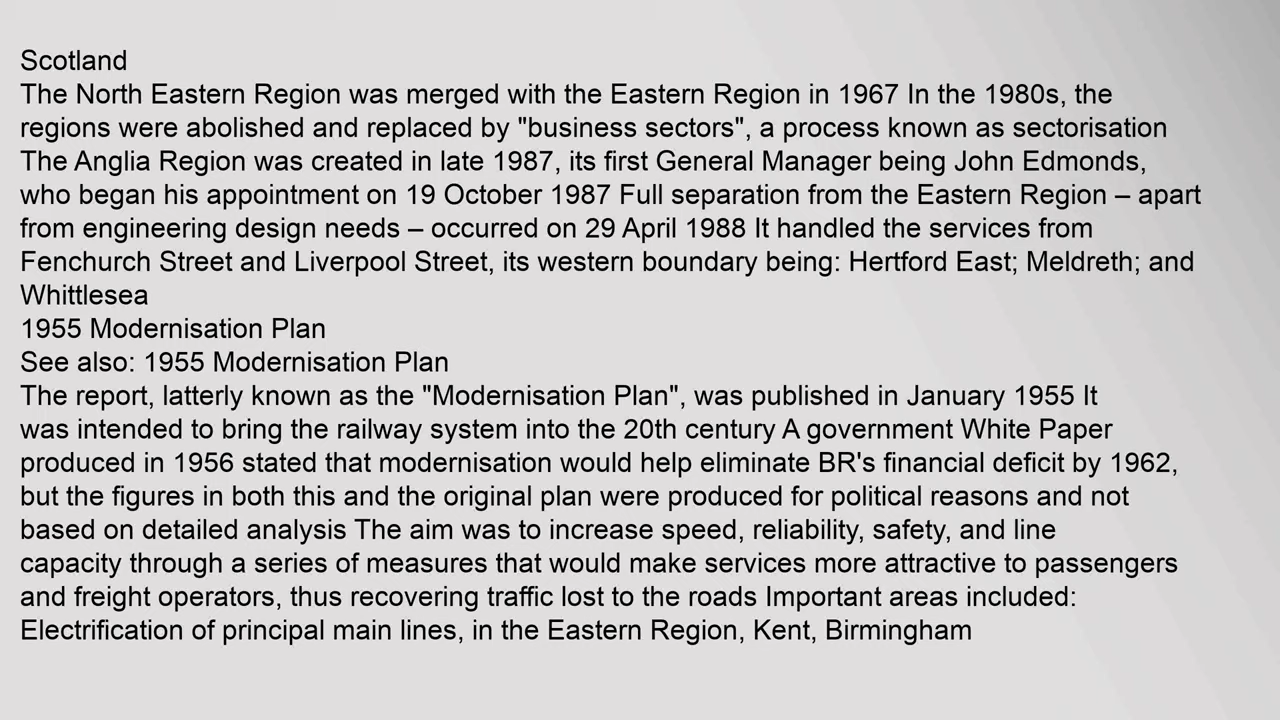 Scotland
The North Eastern Region was merged with the Eastern Region in 1967 In the 1980s, the
regions were abolished and replaced by "business sectors", a process known as sectorisation
The Anglia Region was created in late 1987, its first General Manager being John Edmonds,
who began his appointment on 19 October 1987 Full separation from the Eastern Region – apart
from engineering design needs – occurred on 29 April 1988 It handled the services from
Fenchurch Street and Liverpool Street, its western boundary being: Hertford East; Meldreth; and
Whittlesea
1955 Modernisation Plan
See also: 1955 Modernisation Plan
The report, latterly known as the "Modernisation Plan", was published in January 1955 It
was intended to bring the railway system into the 20th century A government White Paper
produced in 1956 stated that modernisation would help eliminate BR's financial deficit by 1962,
but the figures in both this and the original plan were produced for political reasons and not
based on detailed analysis The aim was to increase speed, reliability, safety, and line
capacity through a series of measures that would make services more attractive to passengers
and freight operators, thus recovering traffic lost to the roads Important areas included:
Electrification of principal main lines, in the Eastern Region, Kent, Birmingham